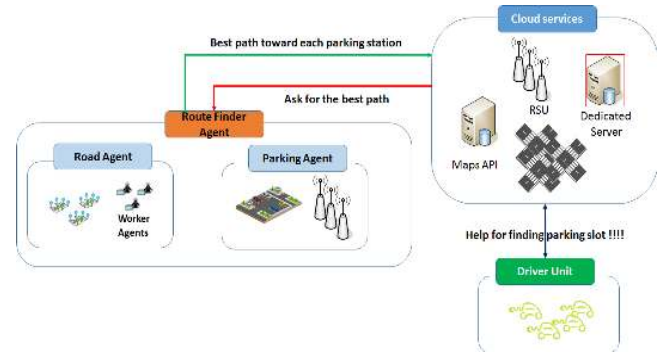 Cloud services
Best path toward each parking station
RSU
Dedicated
Server
Ask for the best path
Maps API
Route Finder
Agent
Road Agent
Parking Agent
Worker
Agents
Help for finding parking slot !!!!
Driver Unit